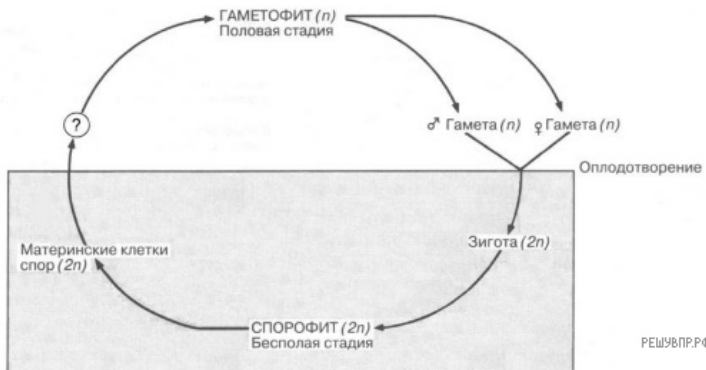 ГАМЕТОФИТ (n)
Половая стадия
?
♂ Гамета (n)
♀ Гамета (n)
Оплодотворение
Зигота (2n)
Материнские клетки
спор (2n)
СПОРОФИТ (2n)
Бесполая стадия
РЕШУВПР.РФ